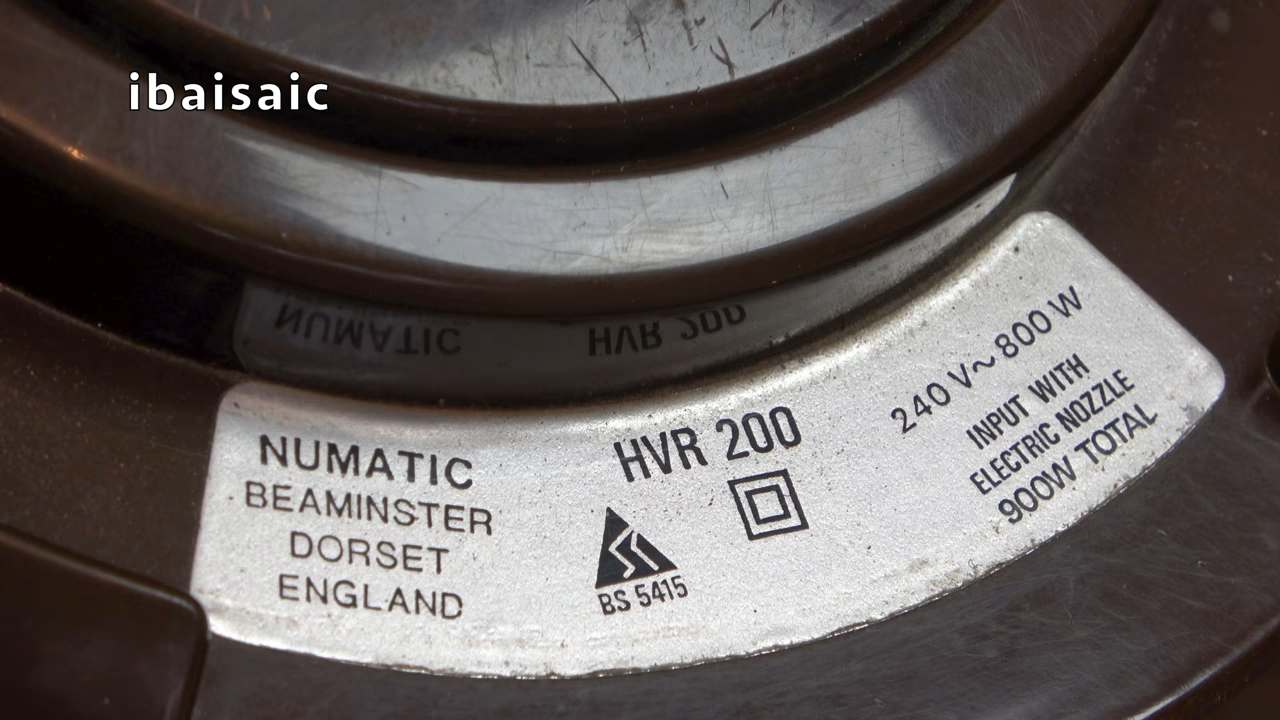 ibaisaic
NUMATIC
HVR 200
NUMATIC
BEAMINSTER
DORSET
ENGLAND
HVR 200
BS 5415
240 V~ 800 W
INPUT WITH
ELECTRIC NOZZLE
900W TOTAL